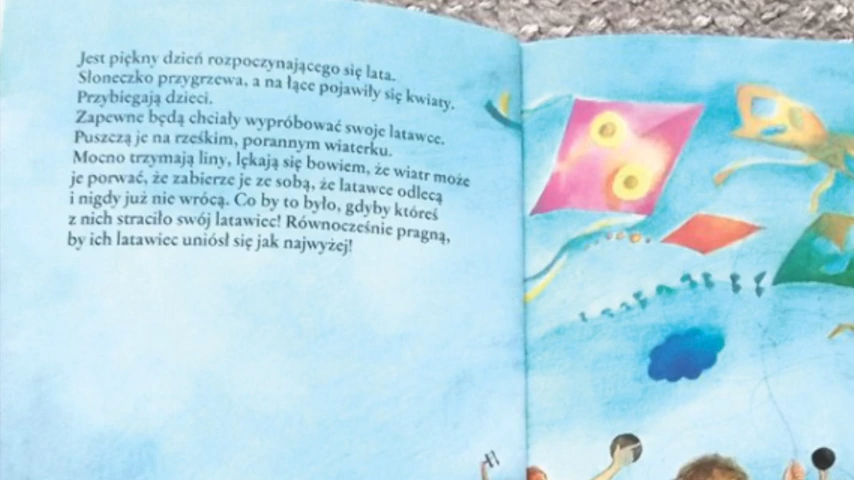 Jest piękny dzień rozpoczynającego się lata.
Słoneczko przygrzewa, a na łące pojawiły się kwiaty.
Przybiegają dzieci.
Zapewne będą chciały wypróbować swoje latawce.
Puszczą je na rześkim, porannym wiaterku.
Mocno trzymają liny, lękają się bowiem, że wiatr może
je porwać, że zabierze je ze sobą, że latawce odlecą
i nigdy już nie wrócą. Co by to było, gdyby któreś
z nich straciło swój latawiec! Równocześnie pragną,
by ich latawiec uniósł się jak najwyżej!